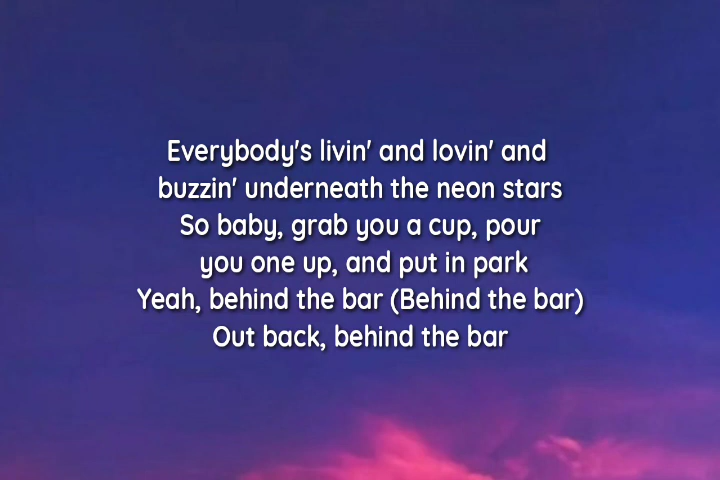 Everybody's livin' and lovin' and
buzzin' underneath the neon stars
So baby, grab you a cup, pour
you one up, and put in park
Yeah, behind the bar (Behind the bar)
Out back, behind the bar